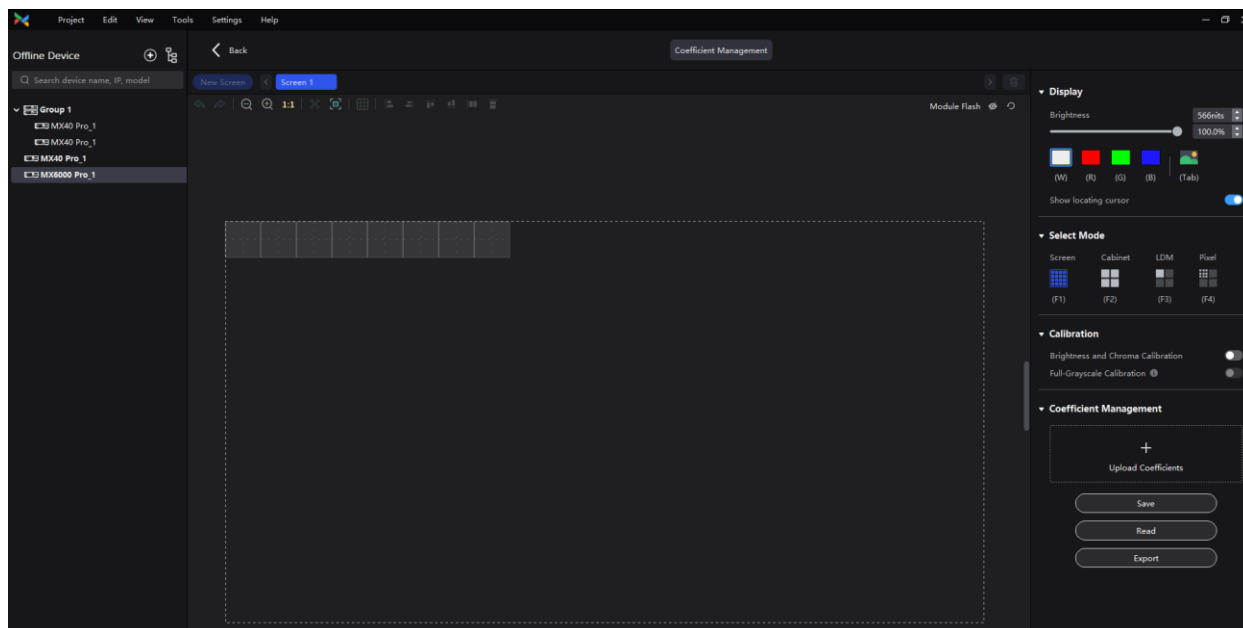 Project Edit View Tools Settings Help
Offline Device
Back
Coefficient Management
Search device name, IP, model
New Screen
Screen 1
1:1
Module Flash
Group 1
MX40 Pro_1
MX40 Pro_1
MX40 Pro_1
MX6000 Pro_1
Display
Brightness
566nits
100.0%
(W) (R) (G) (B) (Tab)
Show locating cursor
Select Mode
Screen Cabinet LDM Pixel
(F1) (F2) (F3) (F4)
Calibration
Brightness and Chroma Calibration
Full-Grayscale Calibration
Coefficient Management
Upload Coefficients
Save
Read
Export